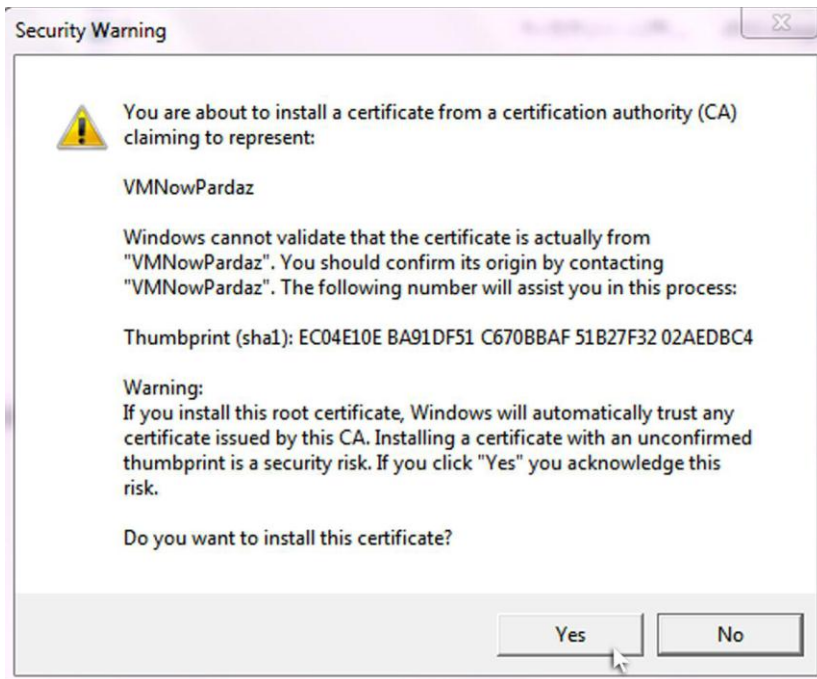 Security Warning
You are about to install a certificate from a certification authority (CA)
claiming to represent:
VMNowPardaz
Windows cannot validate that the certificate is actually from
"VMNowPardaz". You should confirm its origin by contacting
"VMNowPardaz". The following number will assist you in this process:
Thumbprint (sha1): EC04E10E BA91DF51 C670BBAF 51B27F32 02AEDBC4
Warning:
If you install this root certificate, Windows will automatically trust any
certificate issued by this CA. Installing a certificate with an unconfirmed
thumbprint is a security risk. If you click "Yes" you acknowledge this
risk.
Do you want to install this certificate?
Yes
No